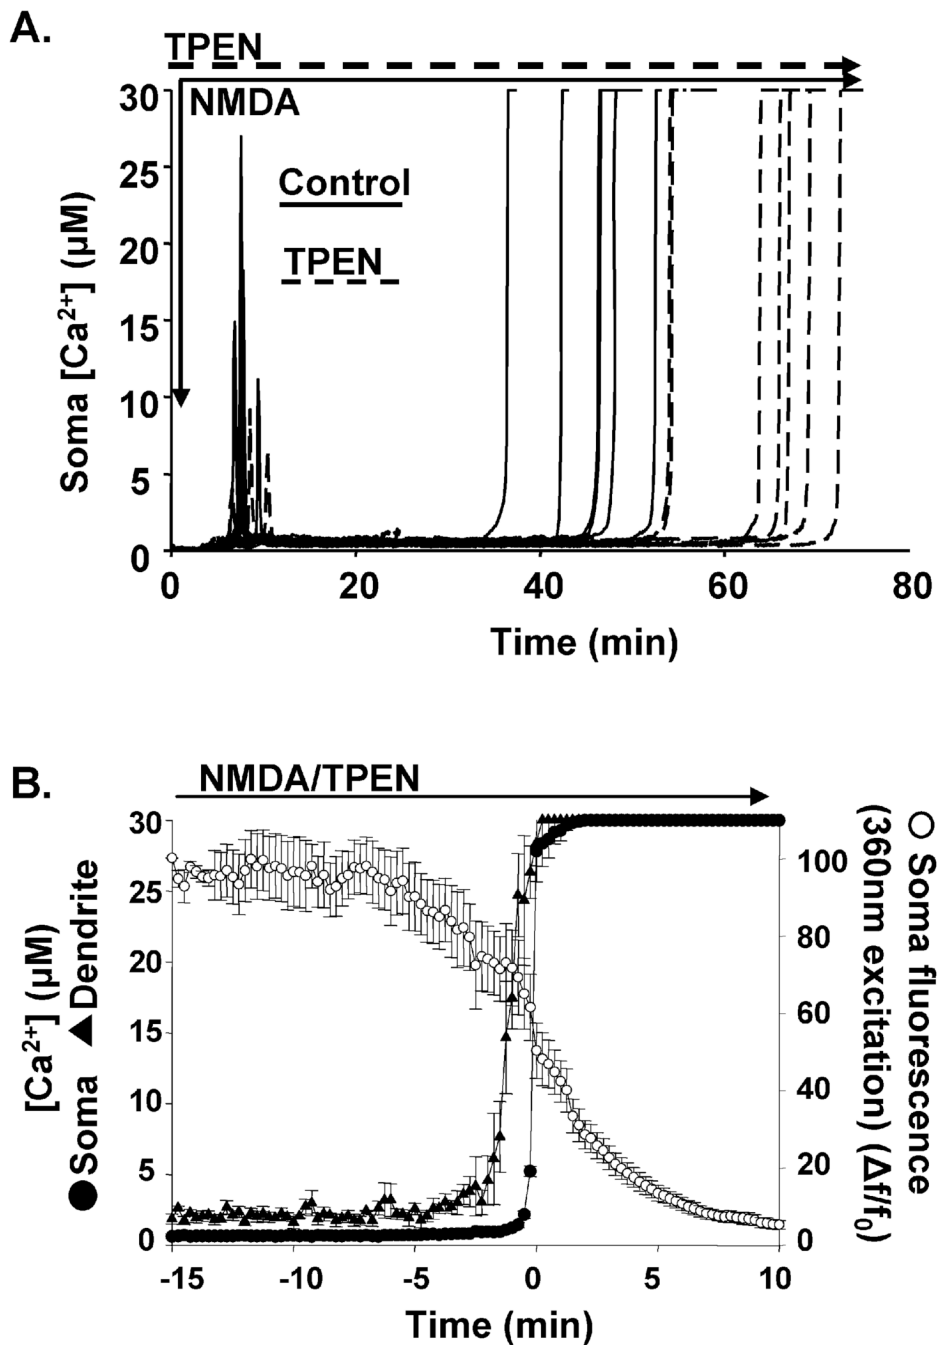 A.
TPEN
NMDA
Control
TPEN
Soma [Ca²⁺] (µM)
30
25
20
15
10
5
0
0 20 40 60 80
Time (min)
B.
NMDA/TPEN
● Soma ▲ Dendrite
[Ca²⁺] (µM)
30
25
20
15
10
5
0
100
80
60
40
20
0
○ Soma fluorescence
(360nm excitation) (Δf/f₀)
-15 -10 -5 0 5 10
Time (min)